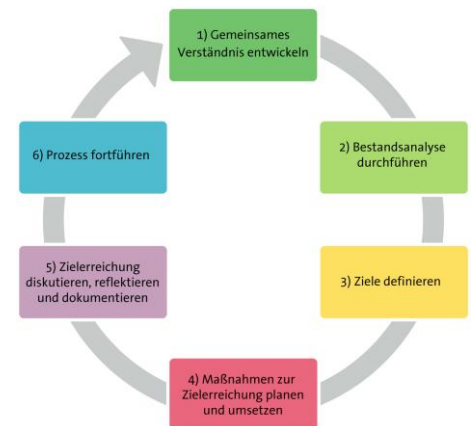 1) Gemeinsames
Verständnis entwickeln
2) Bestandsanalyse
durchführen
3) Ziele definieren
4) Maßnahmen zur
Zielerreichung planen
und umsetzen
5) Zielerreichung
diskutieren, reflektieren
und dokumentieren
6) Prozess fortführen